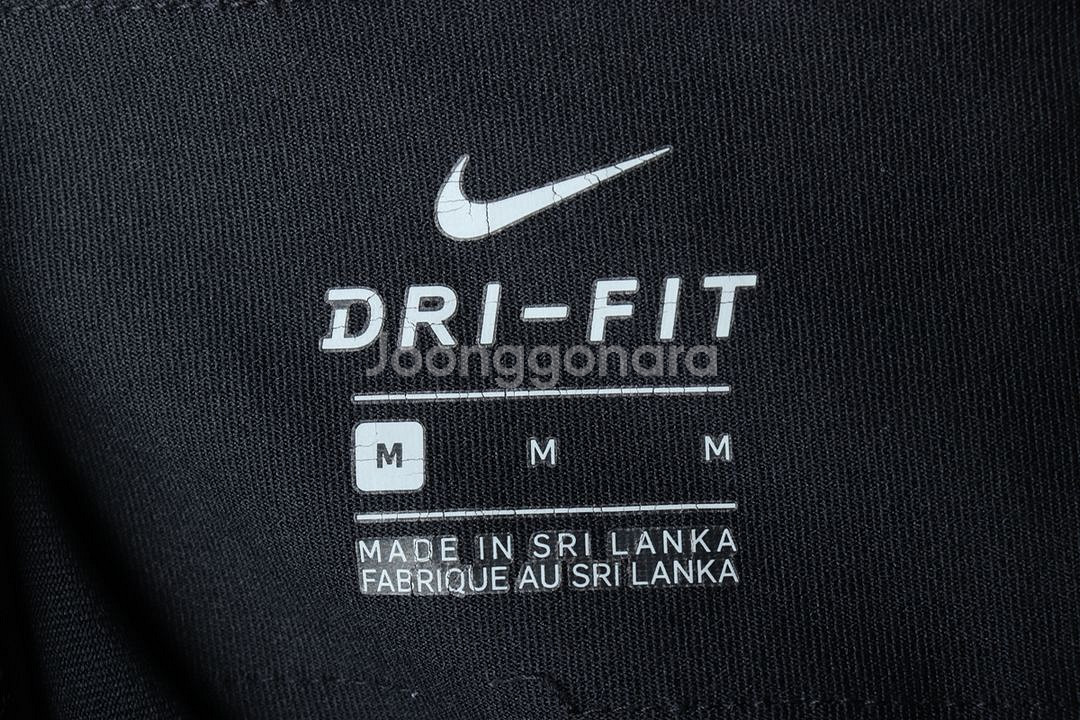 DRI-FIT
Joonggonara
M M M
MADE IN SRI LANKA
FABRIQUE AU SRI LANKA